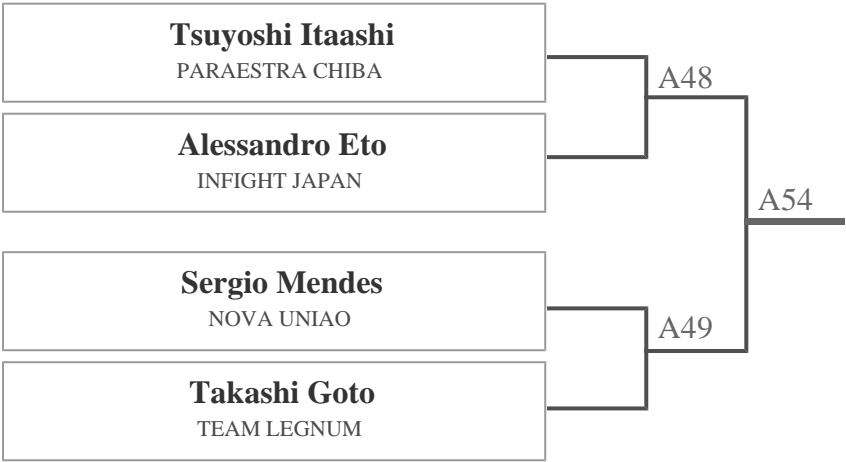 Tsuyoshi Itaashi
PARAESTRA CHIBA
A48
Alessandro Eto
INFIGHT JAPAN
A54
Sergio Mendes
NOVA UNIAO
A49
Takashi Goto
TEAM LEGNUM